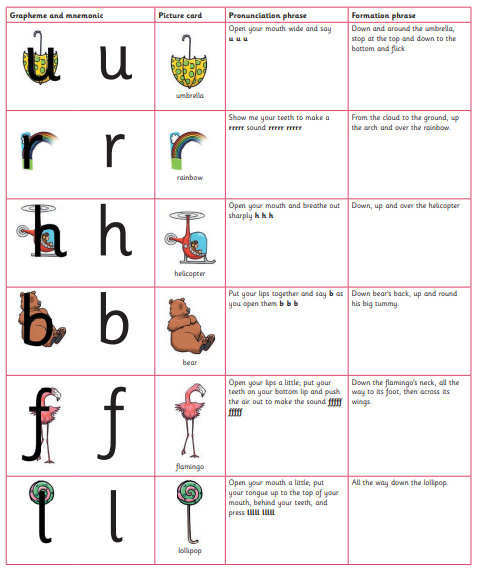 Grapheme and mnemonic Picture card Pronunciation phrase Formation phrase
u u
umbrella
Open your mouth wide and say
u u u
Down and around the umbrella,
stop at the top and down to the
bottom and flick
r r
rainbow
Show me your teeth to make a
rrrrr sound rrrrr rrrrr
From the cloud to the ground, up
the arch and over the rainbow.
h h
helicopter
Open your mouth and breathe out
sharply h h h
Down, up and over the helicopter
b b
bear
Put your lips together and say b as
you open them b b b
Down bear's back, up and round
his big tummy.
f f
flamingo
Open your lips a little; put your
teeth on your bottom lip and push
the air out to make the sound fffff
fffff
Down the flamingo's neck, all the
way to its foot, then across its
wings.
l l
lollipop
Open your mouth a little; put
your tongue up to the top of your
mouth, behind your teeth, and
press lllll lllll
All the way down the lollipop.